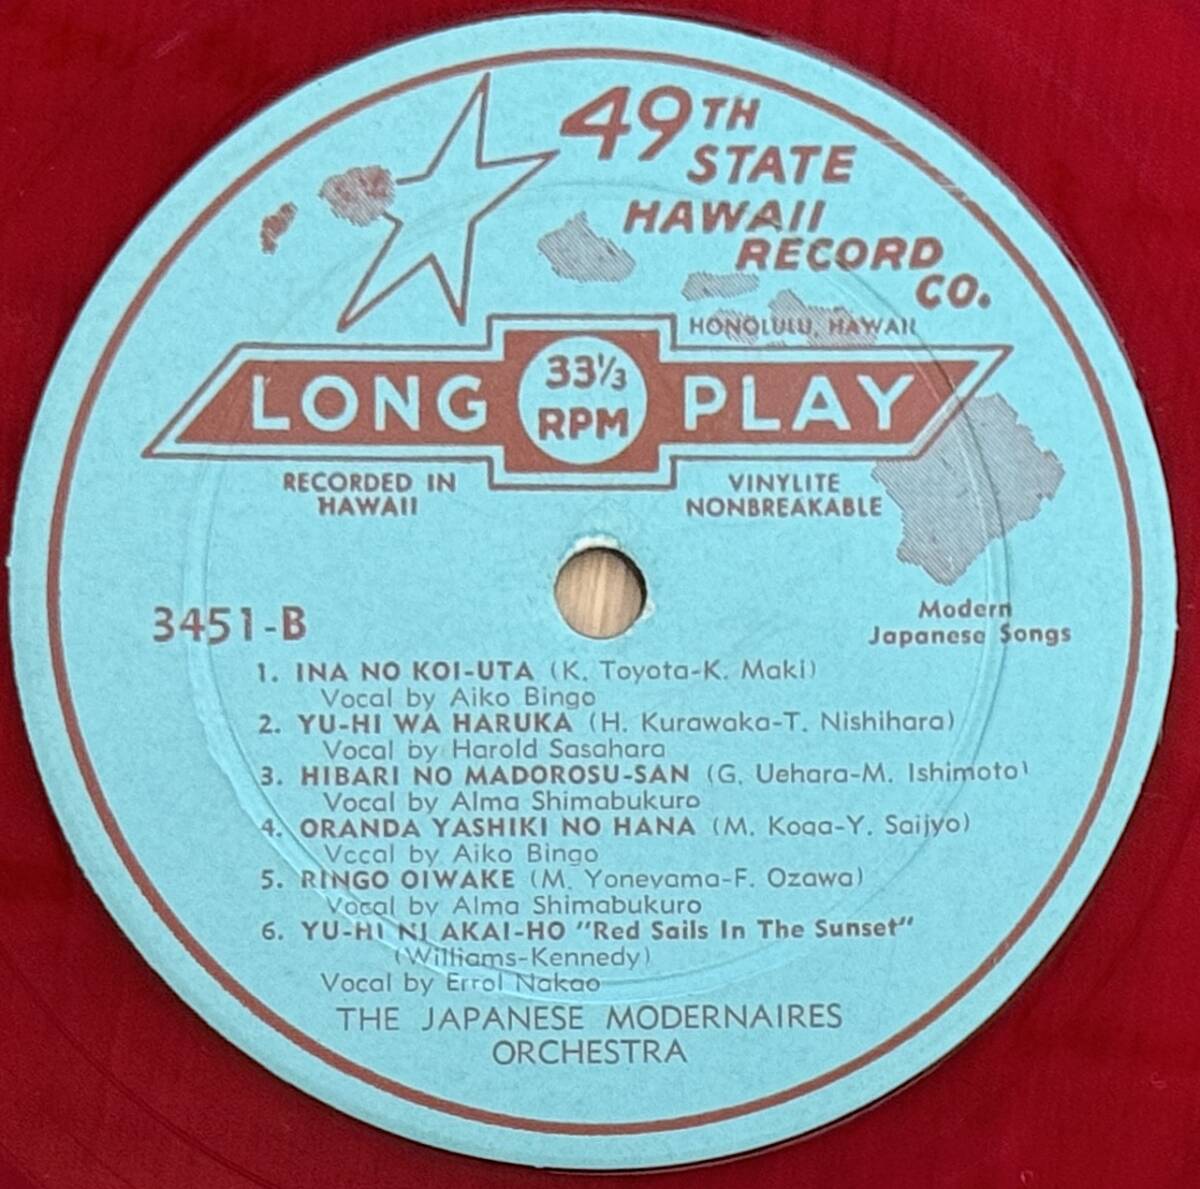 49TH
STATE
HAWAII
RECORD
CO.
HONOLULU, HAWAII
LONG
33⅓
RPM
PLAY
RECORDED IN
HAWAII
VINYLITE
NONBREAKABLE
3451-B
Modern
Japanese Songs
1. INA NO KOI-UTA (K. Toyota-K. Maki)
Vocal by Aiko Bingo
2. YU-HI WA HARUKA (H. Kurawaka-T. Nishihara)
Vocal by Harold Sasahara
3. HIBARI NO MADOROSU-SAN (G. Uehara-M. Ishimoto)
Vocal by Alma Shimabukuro
4. ORANDA YASHIKI NO HANA (M. Koga-Y. Saijyo)
Vocal by Aiko Bingo
5. RINGO OIWAKE (M. Yoneyama-F. Ozawa)
Vocal by Alma Shimabukuro
6. YU-HI NI AKAI-HO "Red Sails In The Sunset"
(Williams-Kennedy)
Vocal by Errol Nakao
THE JAPANESE MODERNAIRES
ORCHESTRA